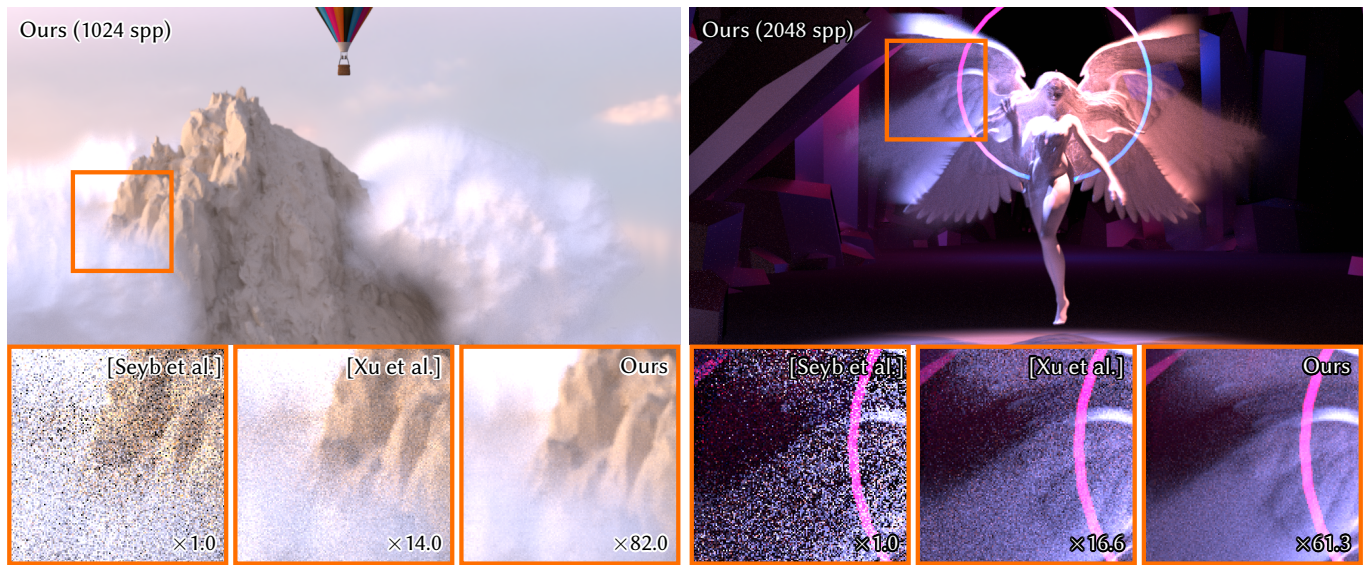 Ours (1024 spp)
Ours (2048 spp)
[Seyb et al.]
[Xu et al.]
Ours
×1.0
×14.0
×82.0
[Seyb et al.]
[Xu et al.]
Ours
×1.0
×16.6
×61.3